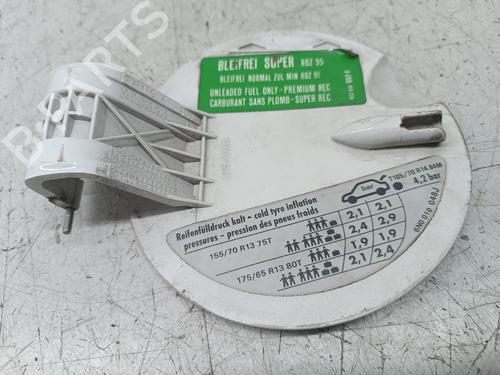 BLEIFREI SUPER ROZ 95
BLEIFREI NORMAL ZUL MIN ROZ 91
UNLEADED FUEL ONLY - PREMIUM REC
CARBURANT SANS PLOMB - SUPER REC
Reifenfülldruck kalt • cold tyre inflation
pressures - pression des pneus froids
bar
T105/70 R14 84M
4,2 bar
155/70 R13 75T
2,1 2,1
2,4 2,9
175/65 R13 80T
1,9 1,9
2,1 2,4
6N0 010 048J